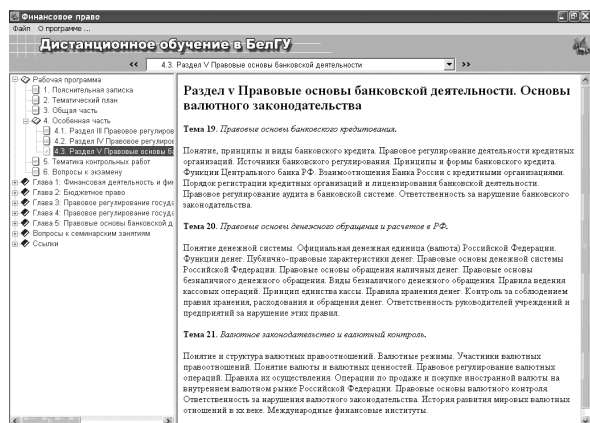 Финансовое право
Файл О программе ...
Дистанционное обучение в БелГУ
<< 4.3. Раздел V Правовые основы банковской деятельности >>
Рабочая программа
1. Пояснительная записка
2. Тематический план
3. Общая часть
4. Особенная часть
4.1. Раздел III Правовое регулиров
4.2. Раздел IV Правовое регулиров
4.3. Раздел V Правовые основы ба
5. Тематика контрольных работ
6. Вопросы к экзамену
Глава 1: Финансовая деятельность и фин
Глава 2: Бюджетное право
Глава 3: Правовое регулирование госуда
Глава 4: Правовое регулирование госуда
Глава 5: Правовые основы банковской д
Вопросы к семинарским занятиям
Ссылки
Раздел v Правовые основы банковской деятельности. Основы
валютного законодательства
Тема 19. Правовые основы банковского кредитования.
Понятие, принципы и виды банковского кредита. Правовое регулирование деятельности кредитных
организаций. Источники банковского регулирования. Принципы и формы банковского кредита.
Функции Центрального банка РФ. Взаимоотношения Банка России с кредитными организациями.
Порядок регистрации кредитных организаций и лицензирования банковской деятельности.
Правовое регулирование аудита в банковской системе. Ответственность за нарушение банковского
законодательства.
Тема 20. Правовые основы денежного обращения и расчетов в РФ.
Понятие денежной системы. Официальная денежная единица (валюта) Российской Федерации.
Функции денег. Публично-правовые характеристики денег. Правовые основы денежной системы
Российской Федерации. Правовые основы обращения наличных денег. Правовые основы
безналичного денежного обращения. Виды безналичного денежного обращения. Правила ведения
кассовых операций. Принцип единства кассы. Правила хранения денег. Контроль за соблюдением
правил хранения, расходования и обращения денег. Ответственность руководителей учреждений и
предприятий за нарушение этих правил.
Тема 21. Валютное законодательство и валютный контроль.
Понятие и структура валютных правоотношений. Валютные режимы. Участники валютных
правоотношений. Понятие валюты и валютных ценностей. Правовое регулирование валютных
операций. Правила их осуществления. Операции по продаже и покупке иностранной валюты на
внутреннем валютном рынке Российской Федерации. Правовые основы валютного контроля.
Ответственность за нарушения валютного законодательства. История развития мировых валютных
отношений в xx веке. Международные финансовые институты.